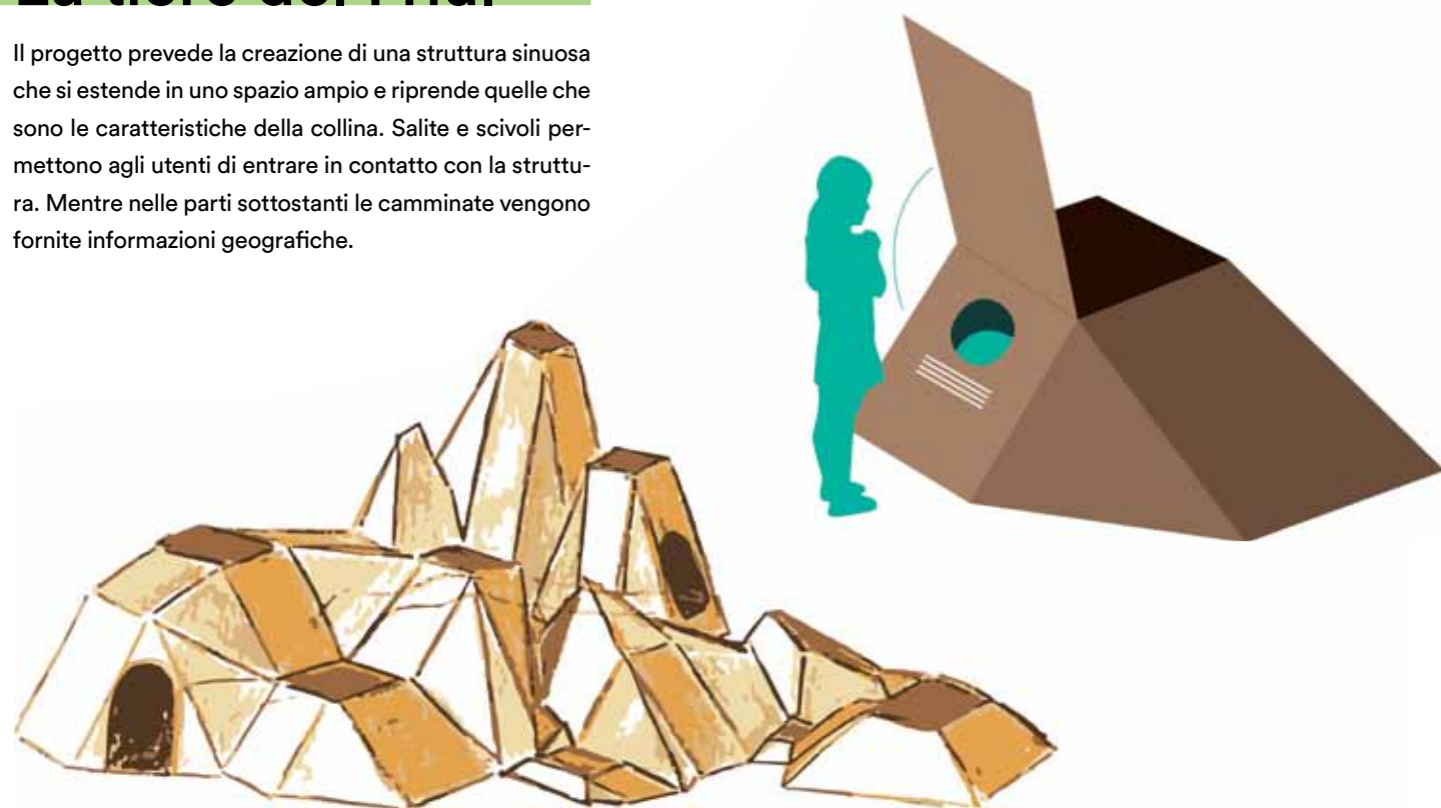 Il progetto prevede la creazione di una struttura sinuosa
che si estende in uno spazio ampio e riprende quelle che
sono le caratteristiche della collina. Salite e scivoli per-
mettono agli utenti di entrare in contatto con la struttu-
ra. Mentre nelle parti sottostanti le camminate vengono
fornite informazioni geografiche.